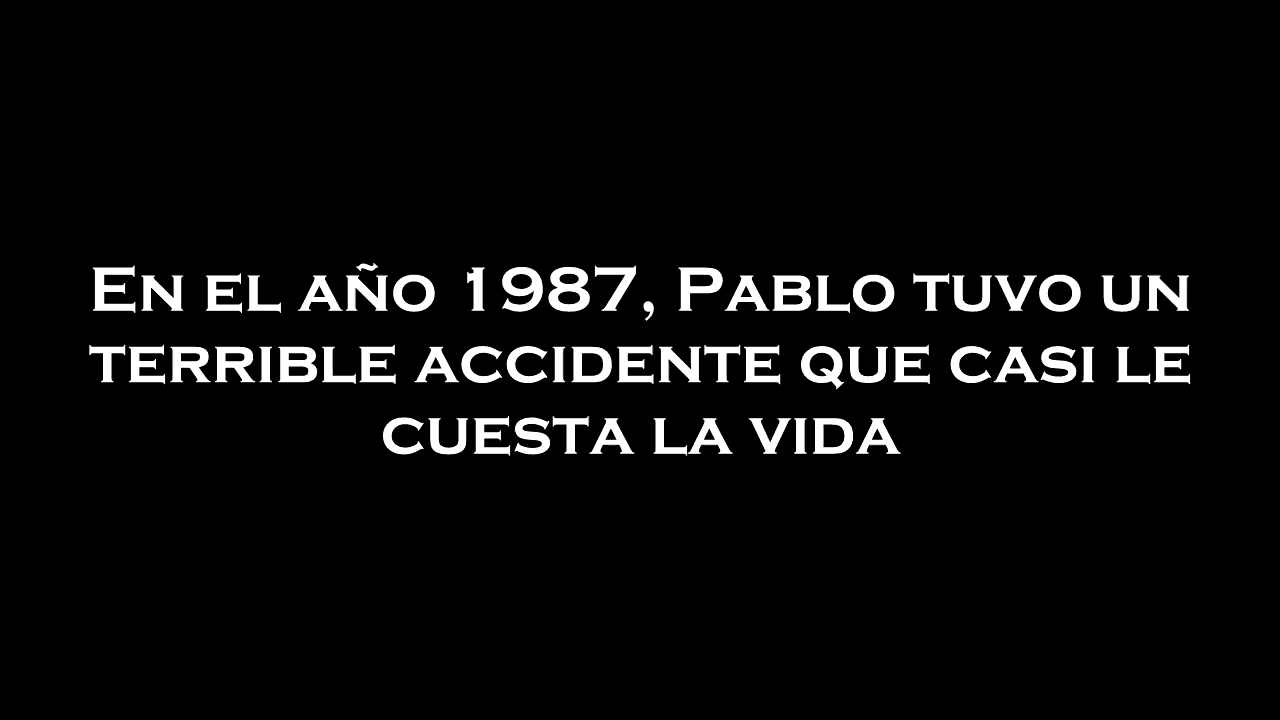 En el año 1987, Pablo tuvo un
terrible accidente que casi le
cuesta la vida